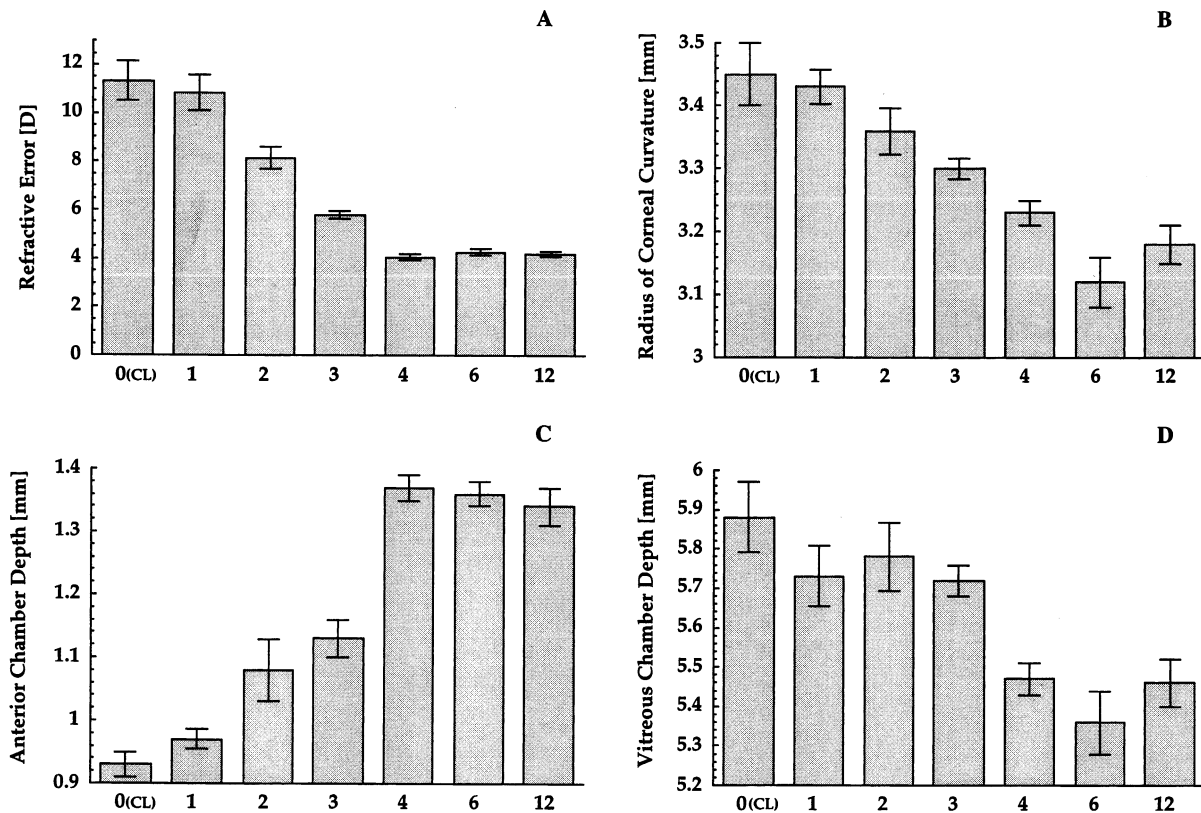 A
Refractive Error [D]
12
10
8
6
4
2
0
0(CL) 1 2 3 4 6 12
B
Radius of Corneal Curvature [mm]
3.5
3.4
3.3
3.2
3.1
3
0(CL) 1 2 3 4 6 12
C
Anterior Chamber Depth [mm]
1.4
1.3
1.2
1.1
1
0.9
0(CL) 1 2 3 4 6 12
D
Vitreous Chamber Depth [mm]
6
5.9
5.8
5.7
5.6
5.5
5.4
5.3
5.2
0(CL) 1 2 3 4 6 12